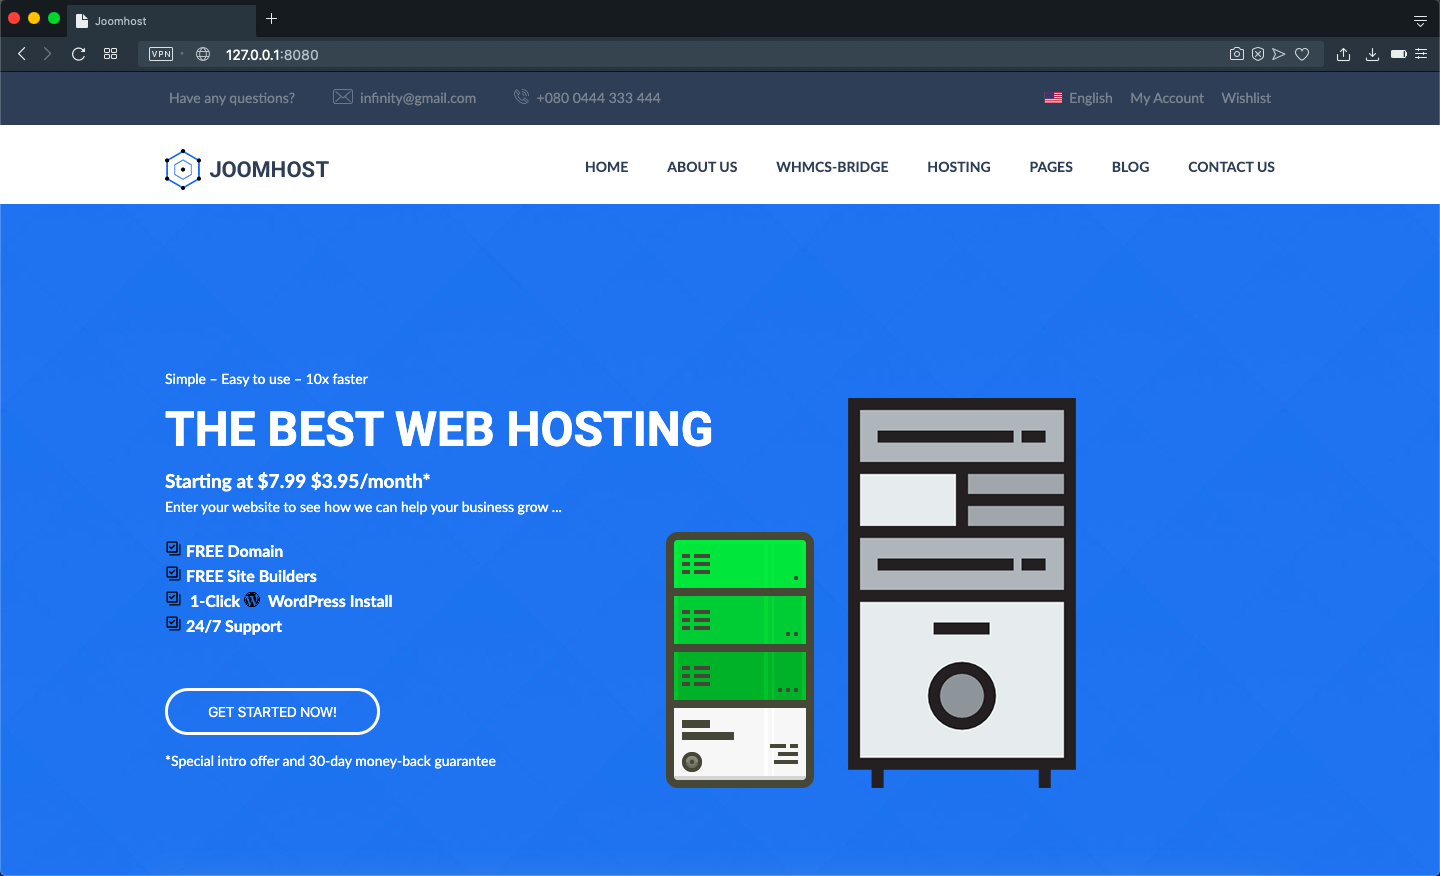 Joomhost
VPN
127.0.0.1:8080
Have any questions? infinity@gmail.com +080 0444 333 444 English My Account Wishlist
JOOMHOST HOME ABOUT US WHMCS-BRIDGE HOSTING PAGES BLOG CONTACT US
Simple – Easy to use – 10x faster
THE BEST WEB HOSTING
Starting at $7.99 $3.95/month*
Enter your website to see how we can help your business grow ...
FREE Domain
FREE Site Builders
1-Click WordPress Install
24/7 Support
GET STARTED NOW!
*Special intro offer and 30-day money-back guarantee